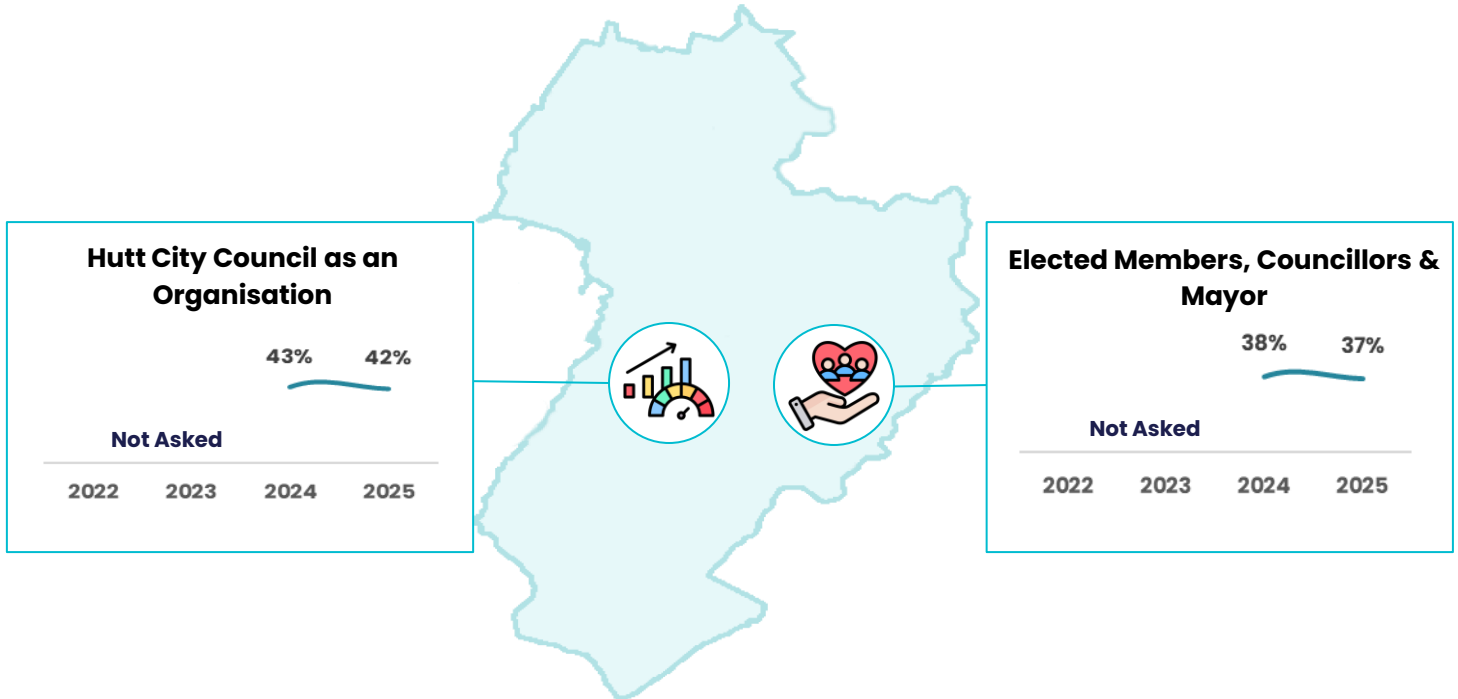 Hutt City Council as an
Organisation
43% 42%
Not Asked
2022 2023 2024 2025
Elected Members, Councillors &
Mayor
38% 37%
Not Asked
2022 2023 2024 2025